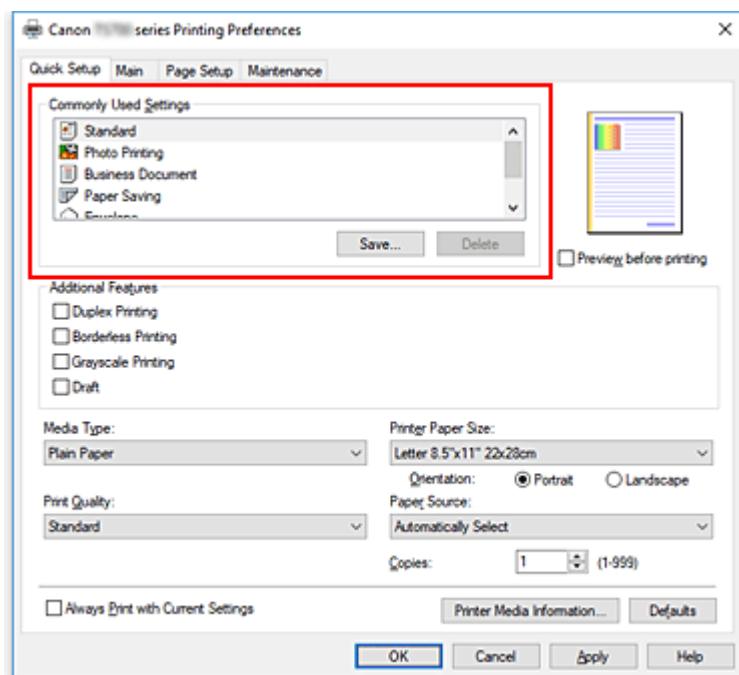 Canon series Printing Preferences
Quick Setup Main Page Setup Maintenance
Commonly Used Settings
Standard
Photo Printing
Business Document
Paper Saving
Envelope
Save... Delete
Preview before printing
Additional Features
Duplex Printing
Borderless Printing
Grayscale Printing
Draft
Media Type: Printer Paper Size:
Plain Paper Letter 8.5"x11" 22x28cm
Orientation: Portrait Landscape
Print Quality: Paper Source:
Standard Automatically Select
Copies: 1 (1-999)
Always Print with Current Settings Printer Media Information... Defaults
OK Cancel Apply Help